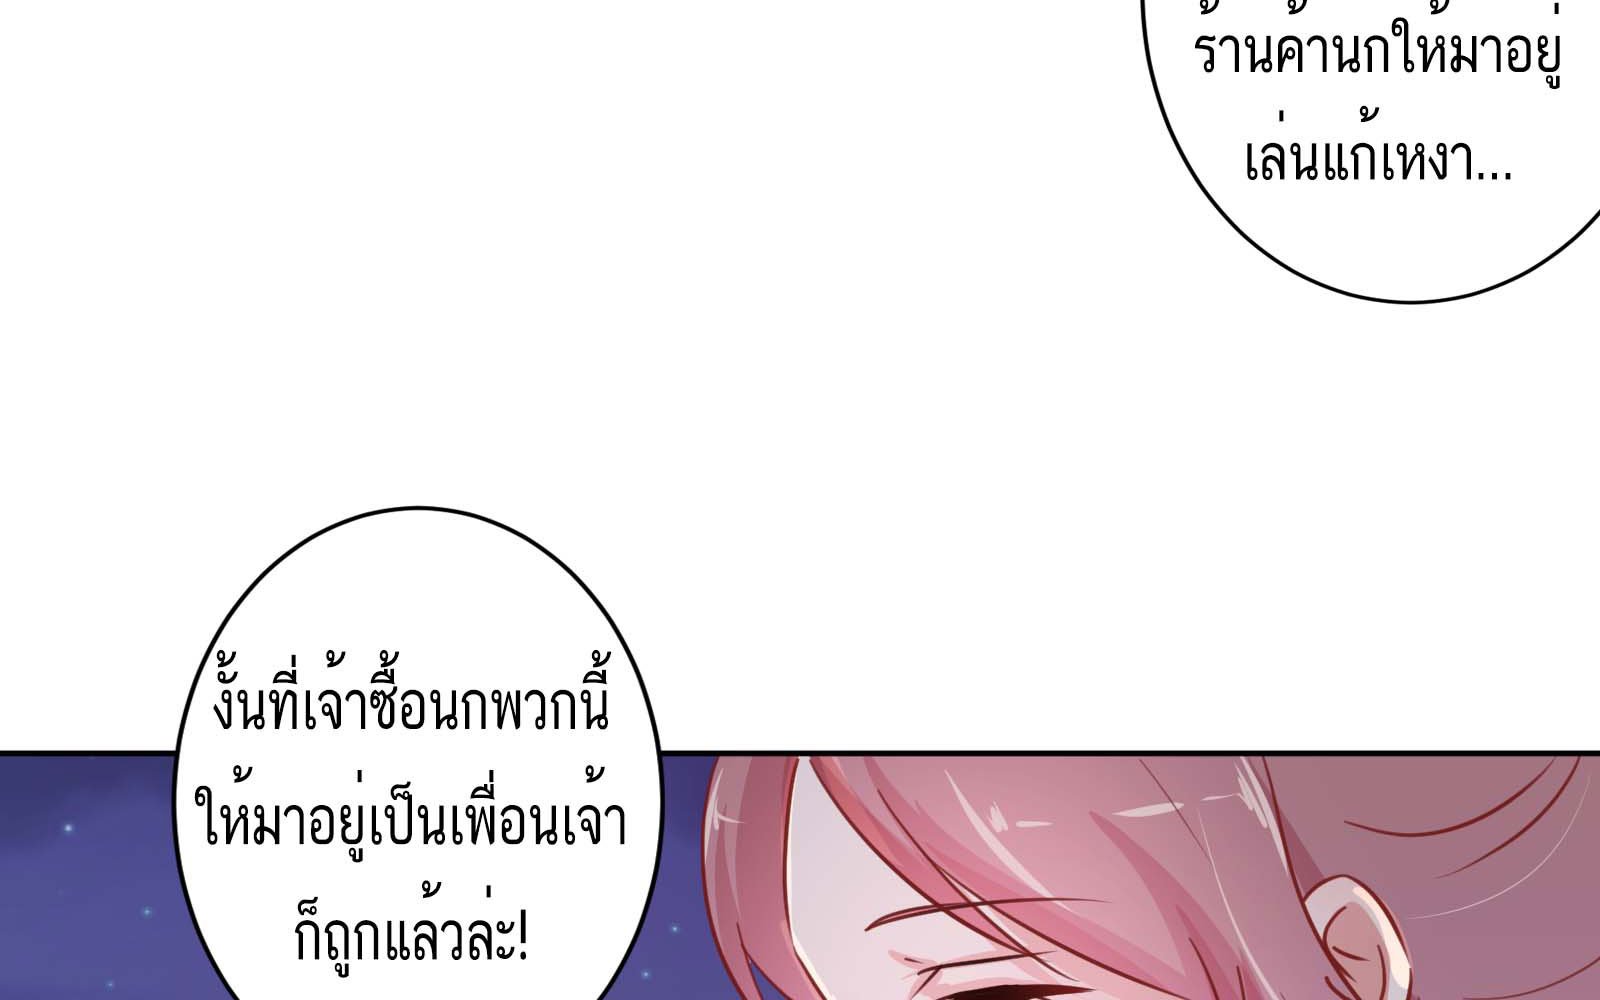 ร้านค้านกให้มาอยู่
เล่นแก้เหงา...
งั้นที่เจ้าซื้อนกพวกนี้
ให้มาอยู่เป็นเพื่อนเจ้า
ก็ถูกแล้วล่ะ!